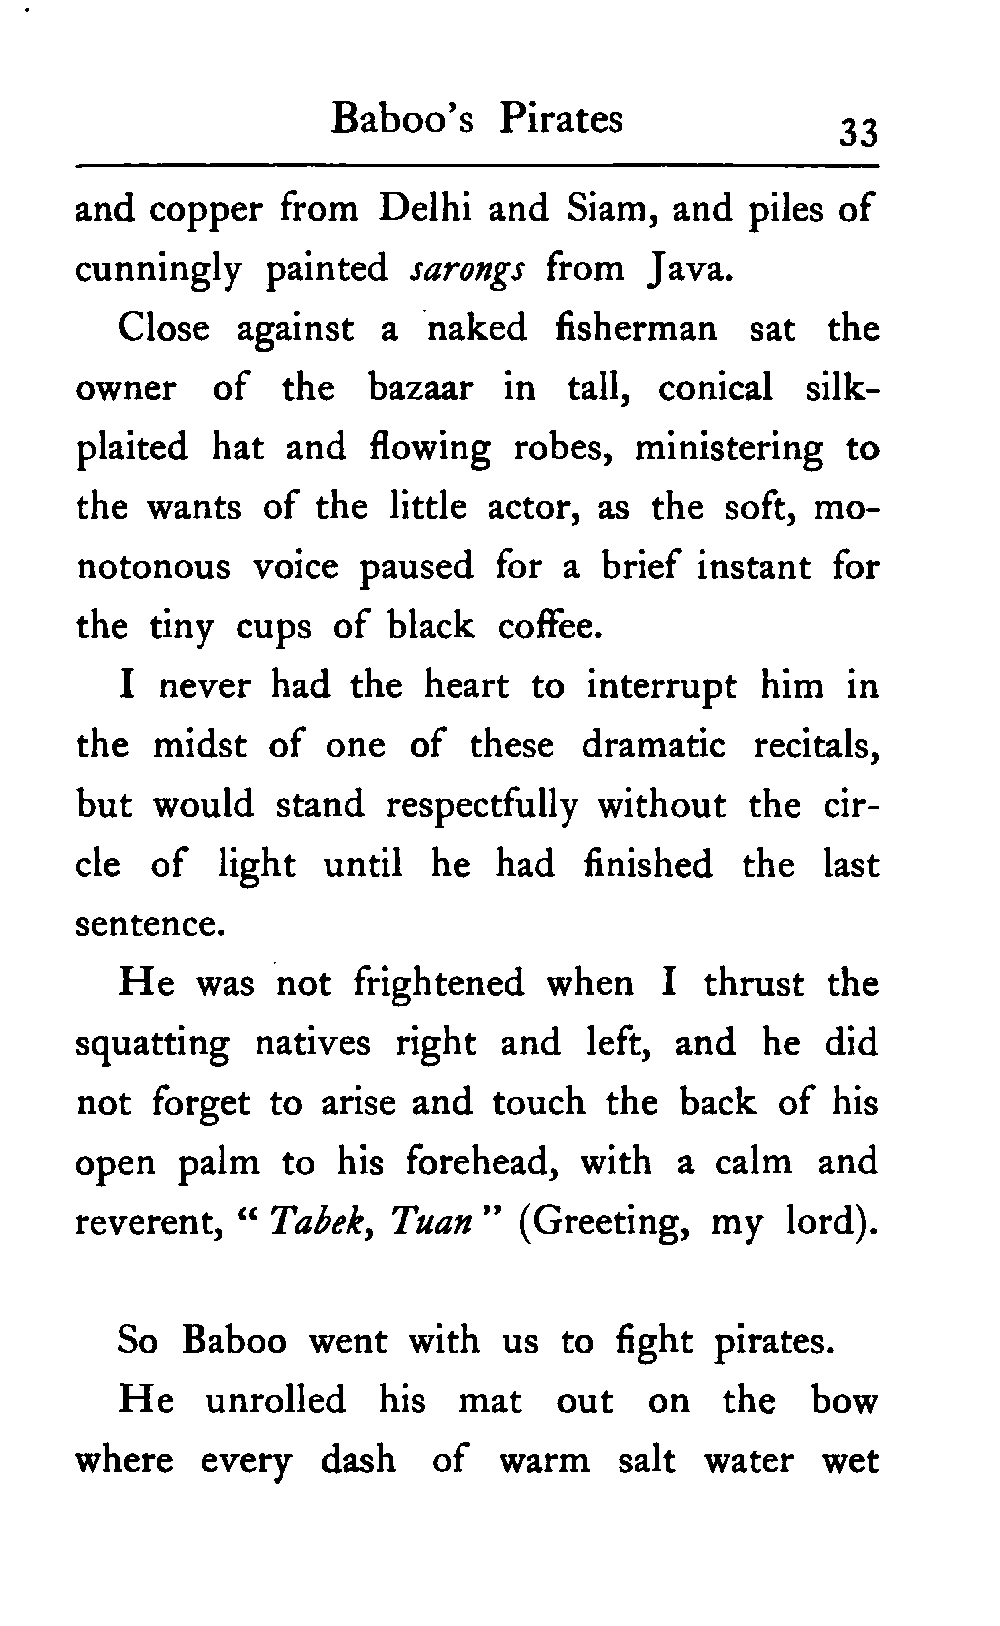 Baboo's Pirates 33
and copper from Delhi and Siam, and piles of
cunningly painted sarongs from Java.
Close against a naked fisherman sat the
owner of the bazaar in tall, conical silk-
plaited hat and flowing robes, ministering to
the wants of the little actor, as the soft, mo-
notonous voice paused for a brief instant for
the tiny cups of black coffee.
I never had the heart to interrupt him in
the midst of one of these dramatic recitals,
but would stand respectfully without the cir-
cle of light until he had finished the last
sentence.
He was not frightened when I thrust the
squatting natives right and left, and he did
not forget to arise and touch the back of his
open palm to his forehead, with a calm and
reverent, " Tabek, Tuan " (Greeting, my lord).
So Baboo went with us to fight pirates.
He unrolled his mat out on the bow
where every dash of warm salt water wet